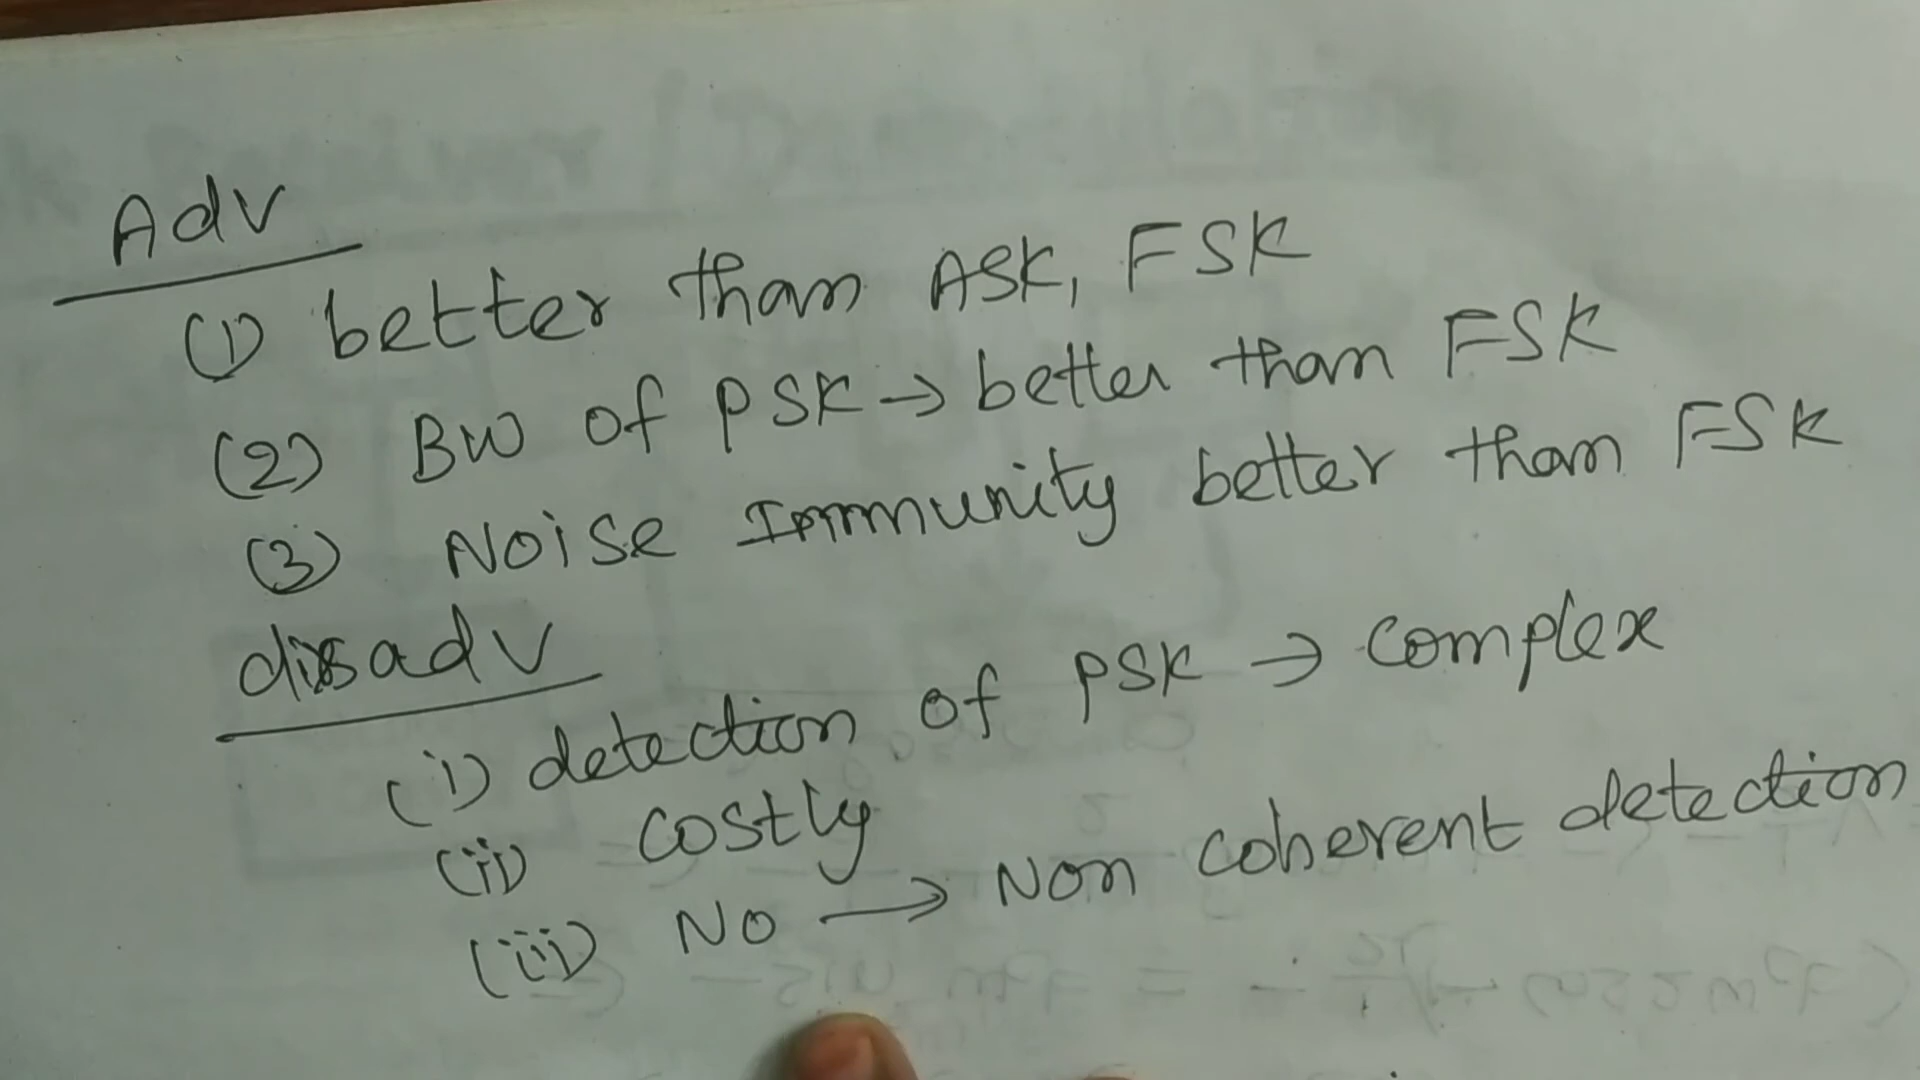 Adv
(1) better than ASK, FSK
(2) BW of PSK → better than FSK
(3) Noise Immunity better than FSK
disadv
(i) detection of PSK → complex
(ii) costly
(iii) No → Non coherent detection